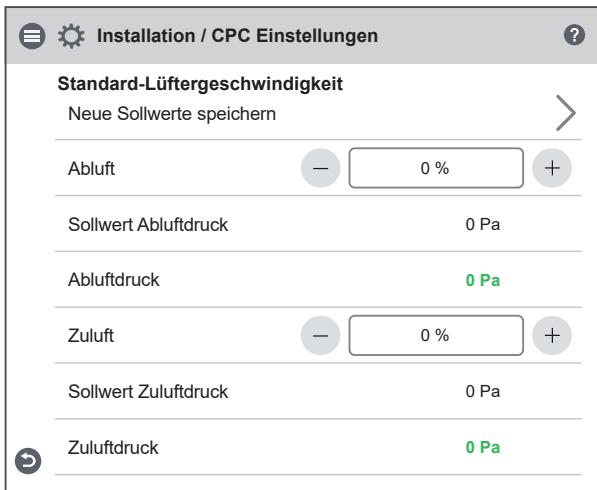 Installation / CPC Einstellungen
?
Standard-Lüftergeschwindigkeit
Neue Sollwerte speichern
Abluft − 0 % +
Sollwert Abluftdruck 0 Pa
Abluftdruck 0 Pa
Zuluft − 0 % +
Sollwert Zuluftdruck 0 Pa
Zuluftdruck 0 Pa